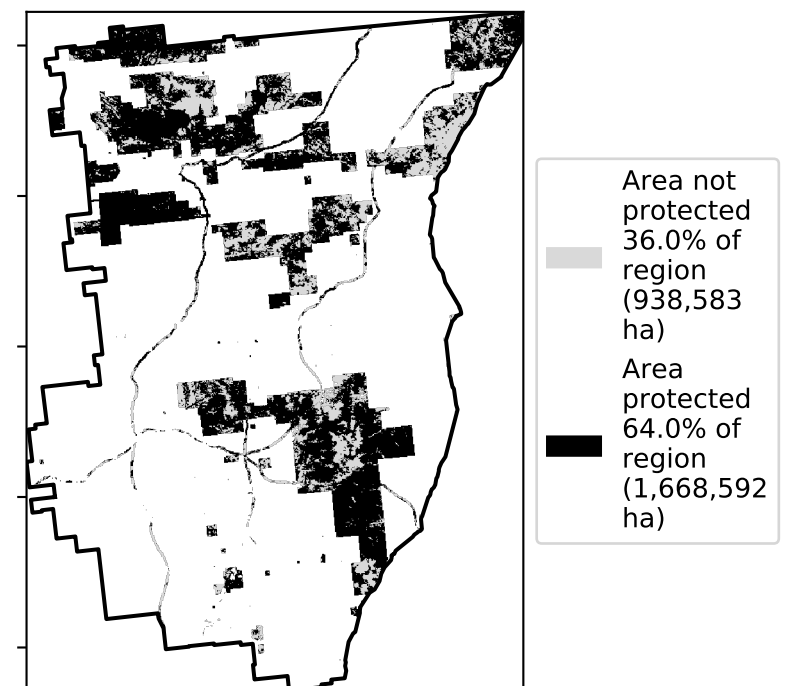 Area not
protected
36.0% of
region
(938,583
ha)
Area
protected
64.0% of
region
(1,668,592
ha)